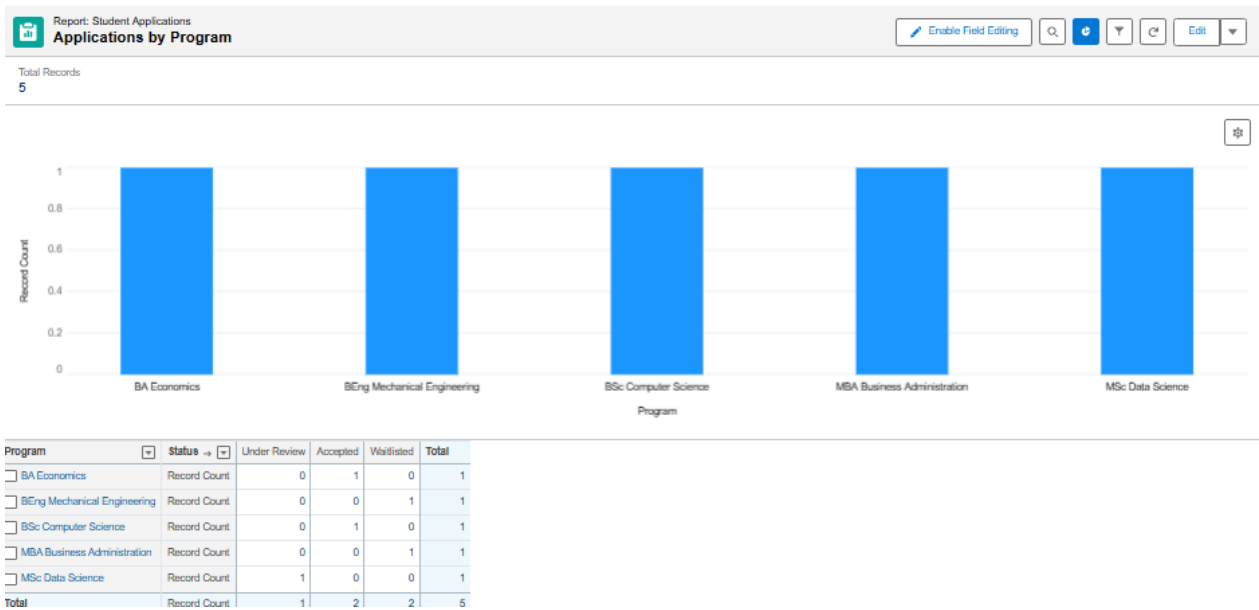 Report: Student Applications
Applications by Program
Enable Field Editing
Edit
Total Records
5
1
0.8
0.6
0.4
0.2
0
Record Count
BA Economics BEng Mechanical Engineering BSc Computer Science MBA Business Administration MSc Data Science
Program
Program Status → Under Review Accepted Waitlisted Total
BA Economics Record Count 0 1 0 1
BEng Mechanical Engineering Record Count 0 0 1 1
BSc Computer Science Record Count 0 1 0 1
MBA Business Administration Record Count 0 0 1 1
MSc Data Science Record Count 1 0 0 1
Total Record Count 1 2 2 5